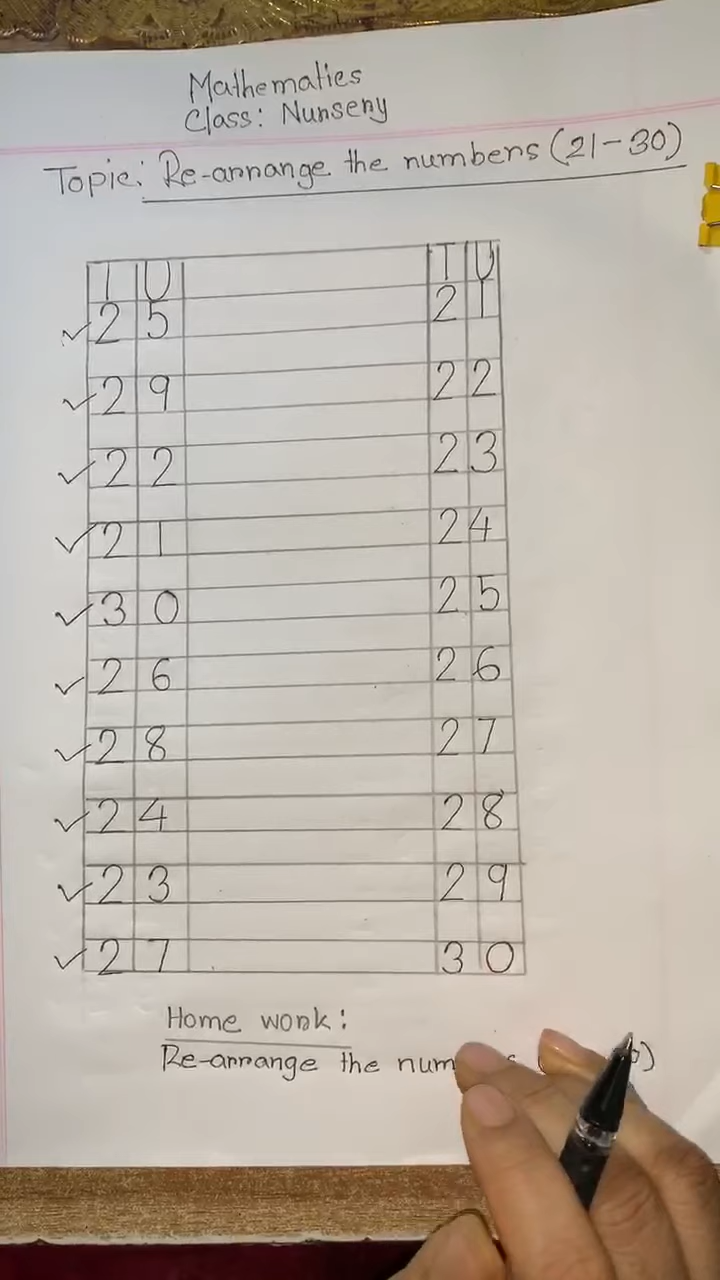 Mathematics
Class: Nursery
Topic: Re-arrange the numbers (21-30)
T U T U
25 21
29 22
22 23
21 24
30 25
26 26
28 27
24 28
23 29
27 30
Home work:
Re-arrange the